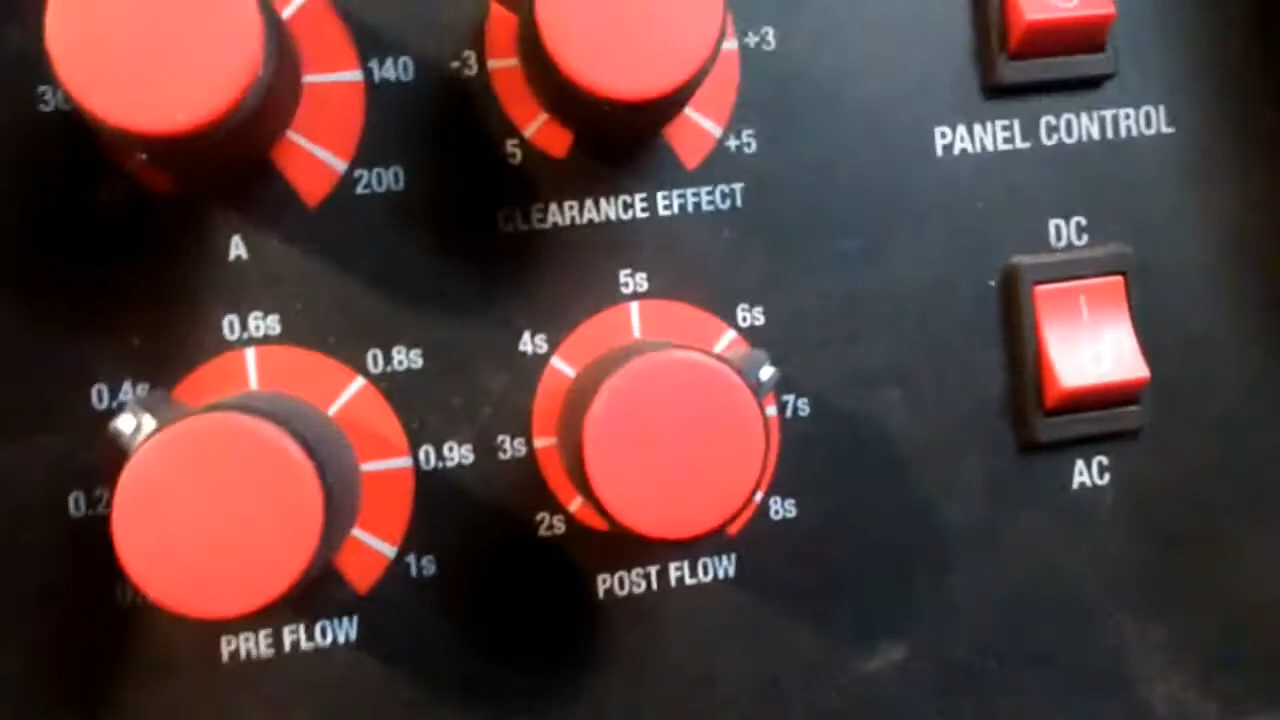 140
200
A
-3
+3
5
+5
CLEARANCE EFFECT
PANEL CONTROL
DC
AC
0.4s
0.6s
0.8s
0.9s
1s
PRE FLOW
2s
3s
4s
5s
6s
7s
8s
POST FLOW